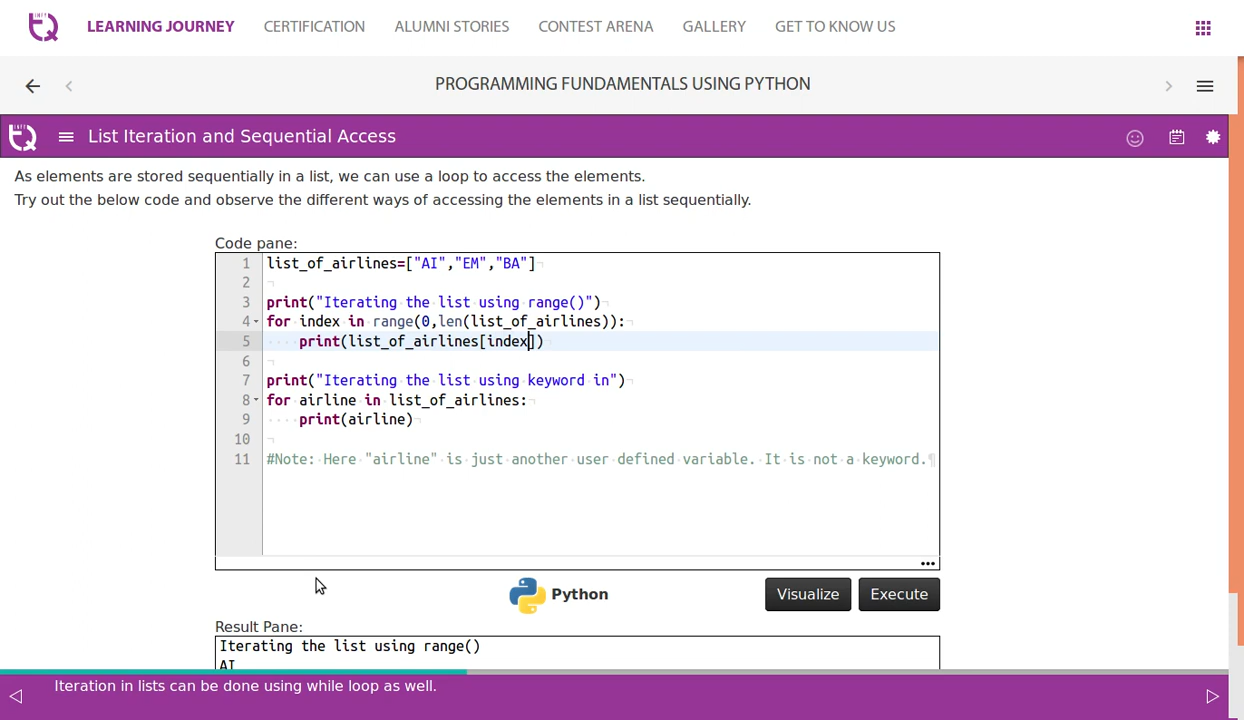 LEARNING JOURNEY CERTIFICATION ALUMNI STORIES CONTEST ARENA GALLERY GET TO KNOW US
PROGRAMMING FUNDAMENTALS USING PYTHON
List Iteration and Sequential Access
As elements are stored sequentially in a list, we can use a loop to access the elements.
Try out the below code and observe the different ways of accessing the elements in a list sequentially.
Code pane:
1 list_of_airlines=["AI","EM","BA"]
2
3 print("Iterating the list using range()")
4 for index in range(0,len(list_of_airlines)):
5     print(list_of_airlines[index])
6
7 print("Iterating the list using keyword in")
8 for airline in list_of_airlines:
9     print(airline)
10
11 #Note: Here "airline" is just another user defined variable. It is not a keyword.
Python Visualize Execute
Result Pane:
Iterating the list using range()
AI
Iteration in lists can be done using while loop as well.